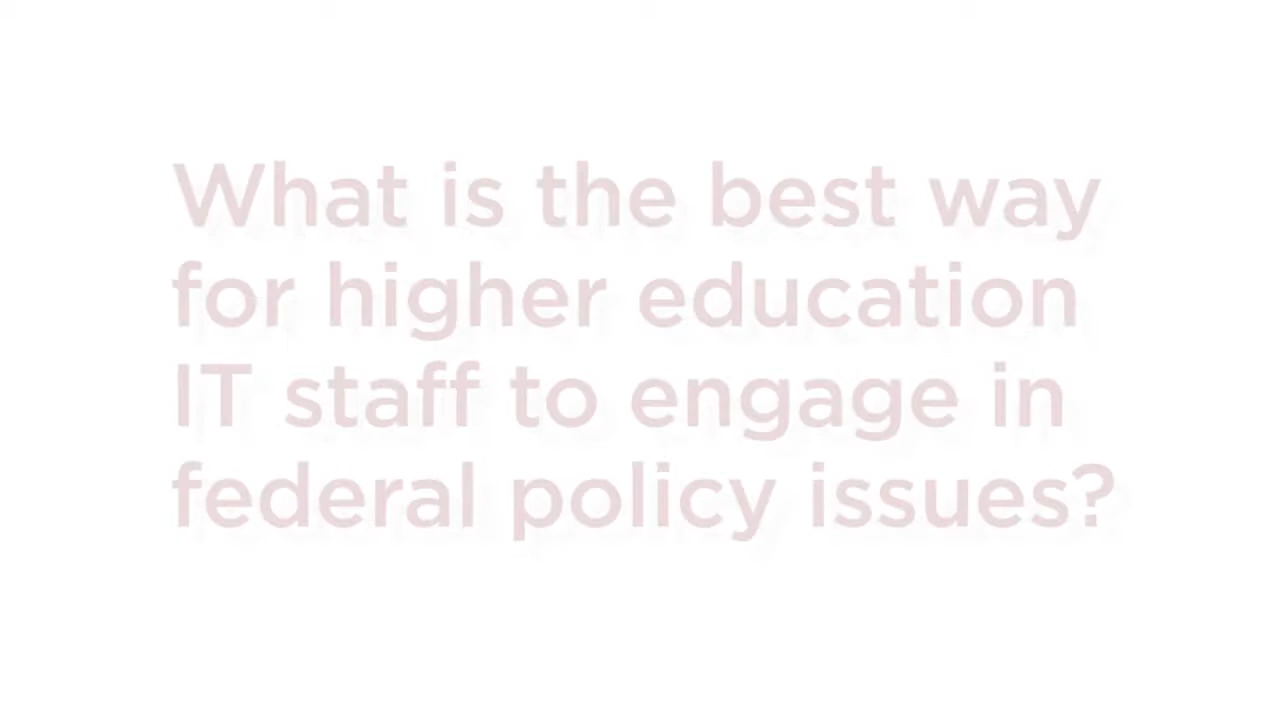 What is the best way
for higher education
IT staff to engage in
federal policy issues?